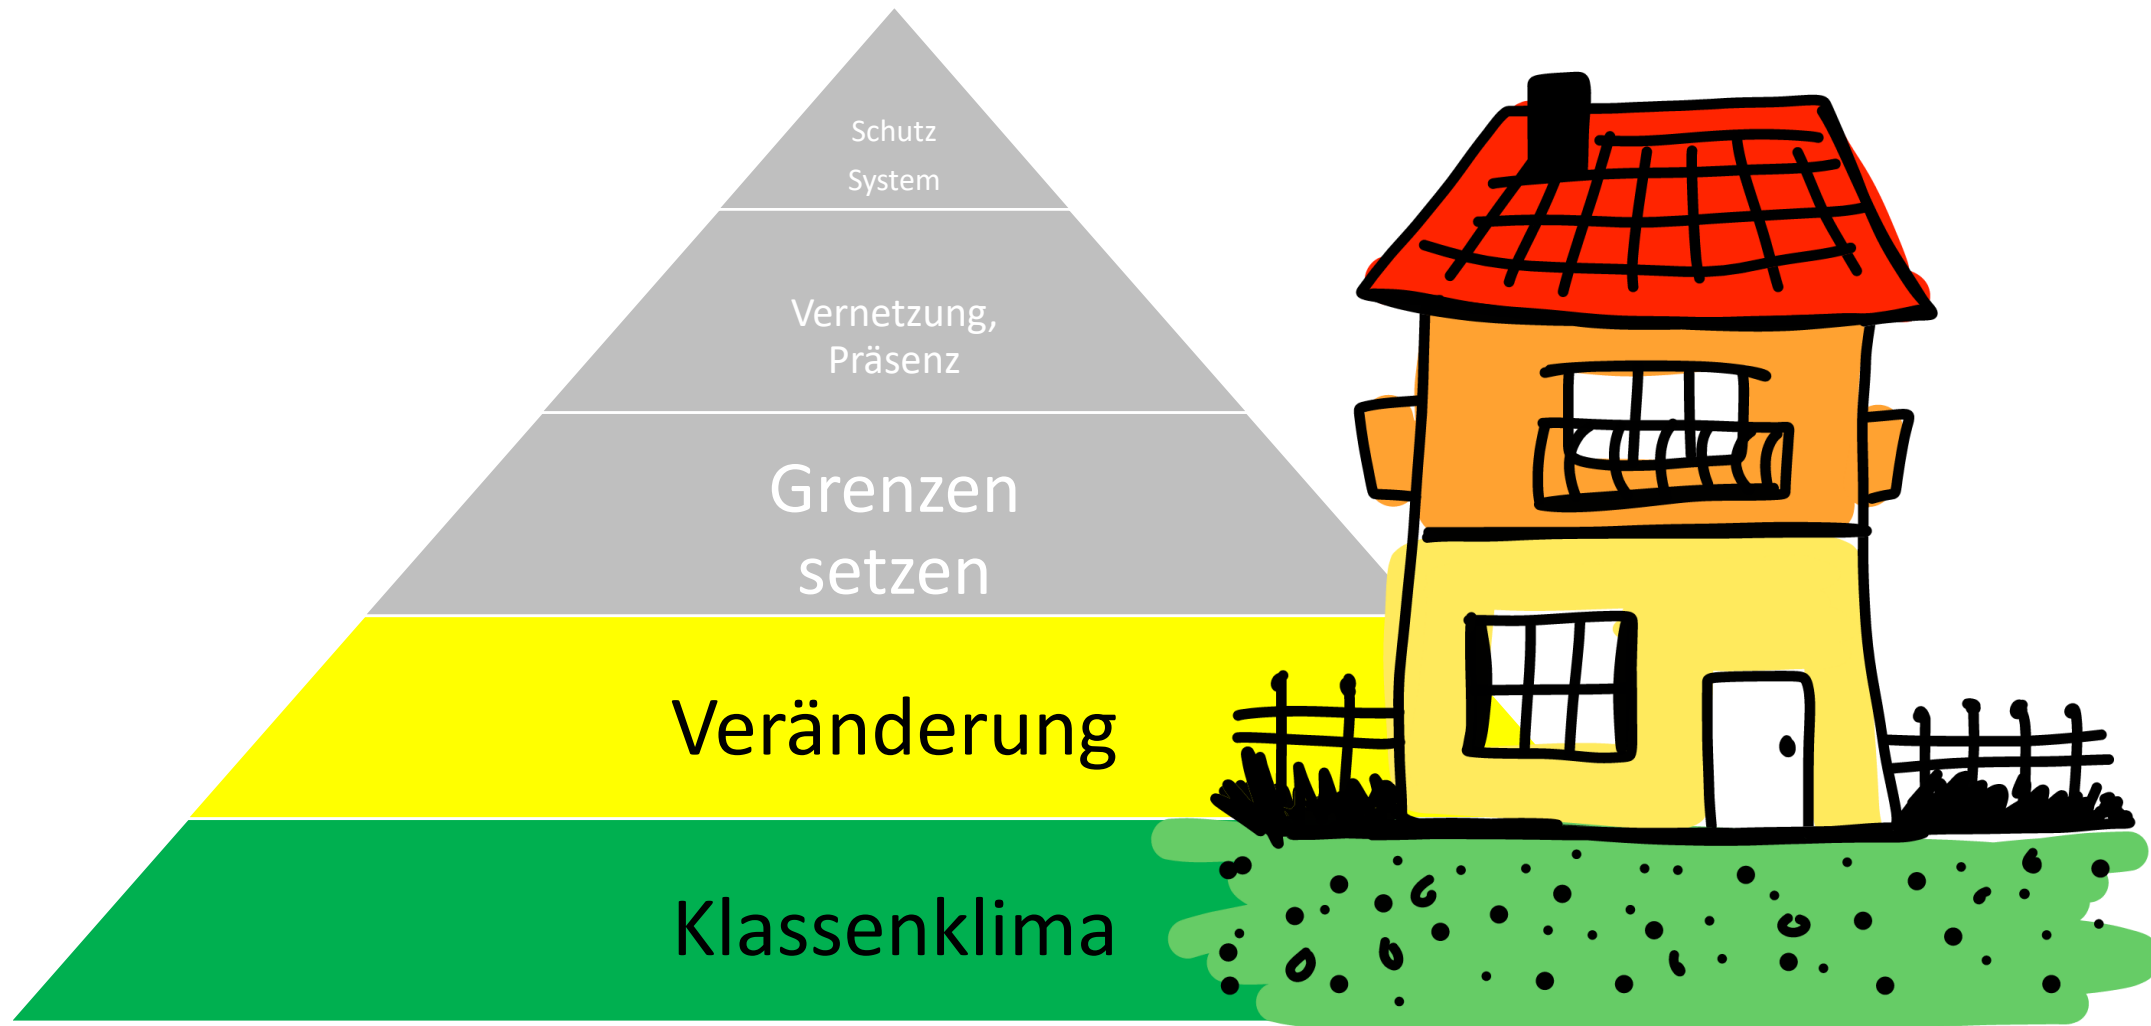 Schutz
System
Vernetzung,
Präsenz
Grenzen
setzen
Veränderung
Klassenklima